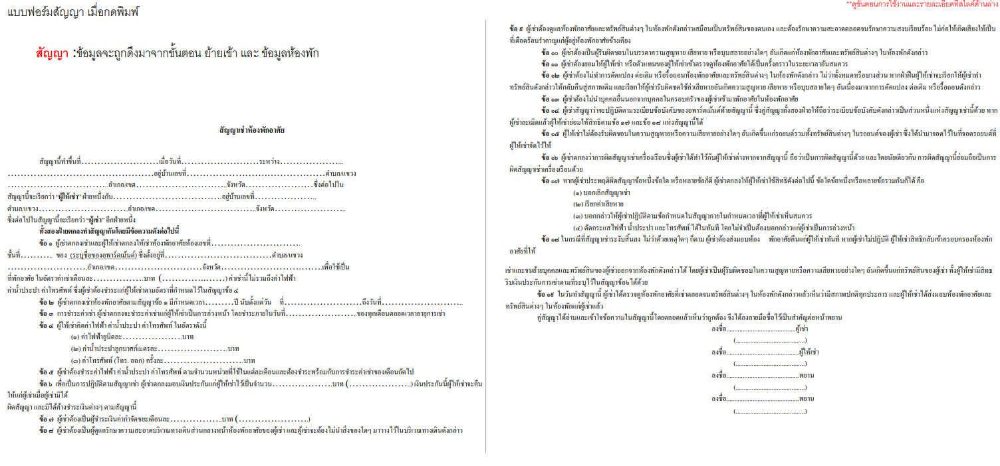 แบบฟอร์มสัญญา เมื่อกดพิมพ์
**ดูขั้นตอนการใช้งานและรายละเอียดที่สไลด์ด้านล่าง
สัญญา :ข้อมูลจะถูกดึงมาจากขั้นตอน ย้ายเข้า และ ข้อมูลห้องพัก
สัญญาเช่าห้องพักอาศัย
สัญญานี้ทำขึ้นที่……………………เมื่อวันที่……………………ระหว่าง………………...
……………………………………….อยู่บ้านเลขที่……………………………………ตำบล/แขวง
…………………………..อำเภอ/เขต………………………..จังหวัด…………………ซึ่งต่อไปใน
สัญญานี้จะเรียกว่า “ผู้ให้เช่า” ฝ่ายหนึ่งกับ…………………………….อยู่บ้านเลขที่………………..
ตำบล/แขวง……………………….อำเภอ/เขต…………………………..จังหวัด…………………..
ซึ่งต่อไปในสัญญานี้จะเรียกว่า “ผู้เช่า” อีกฝ่ายหนึ่ง
ทั้งสองฝ่ายตกลงทำสัญญากันโดยมีข้อความดังต่อไปนี้
ข้อ ๑ ผู้เช่าตกลงเช่าและผู้ให้เช่าตกลงให้เช่าห้องพักอาศัยห้องเลขที่……………………….
ชั้นที่……….. ของ (ระบุชื่อของอพาร์ตเม้นต์) ซึ่งตั้งอยู่ที่…………………………….ตำบล/แขวง
…………………….อำเภอ/เขต……………………….จังหวัด…………………………..เพื่อใช้เป็น
ที่พักอาศัย ในอัตราค่าเช่าเดือนละ…………….บาท (………………..) ค่าเช่านี้ไม่รวมถึงค่าไฟฟ้า
ค่าน้ำประปา ค่าโทรศัพท์ ซึ่งผู้เช่าต้องชำระแก่ผู้ให้เช่าตามอัตราที่กำหนดไว้ในสัญญาข้อ ๔
ข้อ ๒ ผู้เช่าตกลงเช่าห้องพักอาศัยตามสัญญาข้อ ๑ มีกำหนดเวลา………ปี นับตั้งแต่วัน ที่…………………….ถึงวันที่……………………..
ข้อ ๓ การชำระค่าเช่า ผู้เช่าตกลงจะชำระค่าเช่าแก่ผู้ให้เช่าเป็นการล่วงหน้า โดยชำระภายในวันที่…………………..ของทุกเดือนตลอดเวลาอายุการเช่า
ข้อ ๔ ผู้ให้เช่าคิดค่าไฟฟ้า ค่าน้ำประปา ค่าโทรศัพท์ ในอัตราดังนี้
(๑) ค่าไฟฟ้ายูนิตละ……………….บาท
(๒) ค่าน้ำประปาลูกบาศก์เมตรละ………………….บาท
(๓) ค่าโทรศัพท์ (โทร. ออก) ครั้งละ…………………….บาท
ข้อ ๕ ผู้เช่าต้องชำระค่าไฟฟ้า ค่าน้ำประปา ค่าโทรศัพท์ ตามจำนวนหน่วยที่ใช้ในแต่ละเดือนและต้องชำระพร้อมกับการชำระค่าเช่าของเดือนถัดไป
ข้อ ๖ เพื่อเป็นการปฏิบัติตามสัญญาเช่า ผู้เช่าตกลงมอบเงินประกันแก่ผู้ให้เช่าไว้เป็นจำนวน……………….บาท (………………..) เงินประกันนี้ผู้ให้เช่าจะคืน
ให้แก่ผู้เช่าเมื่อผู้เช่ามิได้
ผิดสัญญา และมิได้ค้างชำระเงินต่างๆ ตามสัญญานี้
ข้อ ๗ ผู้เช่าต้องเป็นผู้ชำระเงินค่ากำจัดขยะเดือนละ……………..บาท (………………….)
ข้อ ๘ ผู้เช่าต้องเป็นผู้ดูแลรักษาความสะอาดบริเวณทางเดินส่วนกลางหน้าห้องพักอาศัยของผู้เช่า และผู้เช่าจะต้องไม่นำสิ่งของใดๆ มาวางไว้ในบริเวณทางเดินดังกล่าว
ข้อ ๙ ผู้เช่าต้องดูแลห้องพักอาศัยและทรัพย์สินต่างๆ ในห้องพักดังกล่าวเสมือนเป็นทรัพย์สินของตนเอง และต้องรักษาความสะอาดตลอดจนรักษาความสงบเรียบร้อย ไม่ก่อให้เกิดเสียงให้เป็น
ที่เดือดร้อนรำคาญแก่ผู้อยู่ห้องพักอาศัยข้างเคียง
ข้อ ๑๐ ผู้เช่าต้องเป็นผู้รับผิดชอบในบรรดาความสูญหาย เสียหาย หรือบุบสลายอย่างใดๆ อันเกิดแก่ห้องพักอาศัยและทรัพย์สินต่างๆ ในห้องพักดังกล่าว
ข้อ ๑๑ ผู้เช่าต้องยอมให้ผู้ให้เช่า หรือตัวแทนของผู้ให้เช่าเข้าตรวจดูห้องพักอาศัยได้เป็นครั้งคราวในระยะเวลาอันสมควร
ข้อ ๑๒ ผู้เช่าต้องไม่ทำการดัดแปลง ต่อเติม หรือรื้อถอนห้องพักอาศัยและทรัพย์สินต่างๆ ในห้องพักดังกล่าว ไม่ว่าทั้งหมดหรือบางส่วน หากฝ่าฝืนผู้ให้เช่าจะเรียกให้ผู้เช่าทำ
ทรัพย์สินดังกล่าวให้กลับคืนสู่สภาพเดิม และเรียกให้ผู้เช่ารับผิดชดใช้ค่าเสียหายอันเกิดความสูญหาย เสียหาย หรือบุบสลายใดๆ อันเนื่องมาจากการดัดแปลง ต่อเติม หรือรื้อถอนดังกล่าว
ข้อ ๑๓ ผู้เช่าต้องไม่นำบุคคลอื่นนอกจากบุคคลในครอบครัวของผู้เช่าเข้ามาพักอาศัยในห้องพักอาศัย
ข้อ ๑๔ ผู้เช่าสัญญาว่าจะปฏิบัติตามระเบียบข้อบังคับของอพาร์ตเม้นต์ท้ายสัญญานี้ ซึ่งคู่สัญญาทั้งสองฝ่ายให้ถือว่าระเบียบข้อบังคับดังกล่าวเป็นส่วนหนึ่งแห่งสัญญาเช่านี้ด้วย หาก
ผู้เช่าละเมิดแล้วผู้ให้เช่าย่อมให้สิทธิตามข้อ ๑๗ และข้อ ๑๘ แห่งสัญญานี้ได้
ข้อ ๑๕ ผู้ให้เช่าไม่ต้องรับผิดชอบในความสูญหายหรือความเสียหายอย่างใดๆ อันเกิดขึ้นแก่รถยนต์รวมทั้งทรัพย์สินต่างๆ ในรถยนต์ของผู้เช่า ซึ่งได้นำมาจอดไว้ในที่จอดรถยนต์ที่
ผู้ให้เช่าจัดไว้ให้
ข้อ ๑๖ ผู้เช่าตกลงว่าการผิดสัญญาเช่าเครื่องเรือนซึ่งผู้เช่าได้ทำไว้กับผู้ให้เช่าต่างหากจากสัญญานี้ ถือว่าเป็นการผิดสัญญานี้ด้วย และโดยนัยเดียวกัน การผิดสัญญานี้ย่อมถือเป็นการ
ผิดสัญญาเช่าเครื่องเรือนด้วย
ข้อ ๑๗ หากผู้เช่าประพฤติผิดสัญญาข้อหนึ่งข้อใด หรือหลายข้อก็ดี ผู้เช่าตกลงให้ผู้ให้เช่าใช้สิทธิดังต่อไปนี้ ข้อใดข้อหนึ่งหรือหลายข้อรวมกันก็ได้ คือ
(๑) บอกเลิกสัญญาเช่า
(๒) เรียกค่าเสียหาย
(๓) บอกกล่าวให้ผู้เช่าปฏิบัติตามข้อกำหนดในสัญญาภายในกำหนดเวลาที่ผู้ให้เช่าเห็นสมควร
(๔) ตัดกระแสไฟฟ้า น้ำประปา และโทรศัพท์ ได้ในทันที โดยไม่จำเป็นต้องบอกกล่าวแก่ผู้เช่าเป็นการล่วงหน้า
ข้อ ๑๘ ในกรณีที่สัญญาเช่าระงับสิ้นลง ไม่ว่าด้วยเหตุใดๆ ก็ตาม ผู้เช่าต้องส่งมอบห้อง พักอาศัยคืนแก่ผู้ให้เช่าทันที หากผู้เช่าไม่ปฏิบัติ ผู้ให้เช่ามีสิทธิกลับเข้าครอบครองห้องพัก
อาศัยที่ให้
เช่าและขนย้ายบุคคลและทรัพย์สินของผู้เช่าออกจากห้องพักดังกล่าวได้ โดยผู้เช่าเป็นผู้รับผิดชอบในความสูญหายหรือความเสียหายอย่างใดๆ อันเกิดขึ้นแก่ทรัพย์สินของผู้เช่า ทั้งผู้ให้เช่ามีสิทธ
ริบเงินประกันการเช่าตามที่ระบุไว้ในสัญญาข้อ๖ได้ด้วย
ข้อ ๑๙ ในวันทำสัญญานี้ ผู้เช่าได้ตรวจดูห้องพักอาศัยที่เช่าตลอดจนทรัพย์สินต่างๆ ในห้องพักดังกล่าวแล้วเห็นว่ามีสภาพปกติทุกประการ และผู้ให้เช่าได้ส่งมอบห้องพักอาศัยและ
ทรัพย์สินต่างๆ ในห้องพักแก่ผู้เช่าแล้ว
คู่สัญญาได้อ่านและเข้าใจข้อความในสัญญานี้โดยตลอดแล้วเห็นว่าถูกต้อง จึงได้ลงลายมือชื่อไว้เป็นสำคัญต่อหน้าพยาน
ลงชื่อ............................................ผู้เช่า
(............................................)
ลงชื่อ..............................................ผู้ให้เช่า
(............................................)
ลงชื่อ..............................................พยาน
(............................................)
ลงชื่อ..............................................พยาน
(............................................)